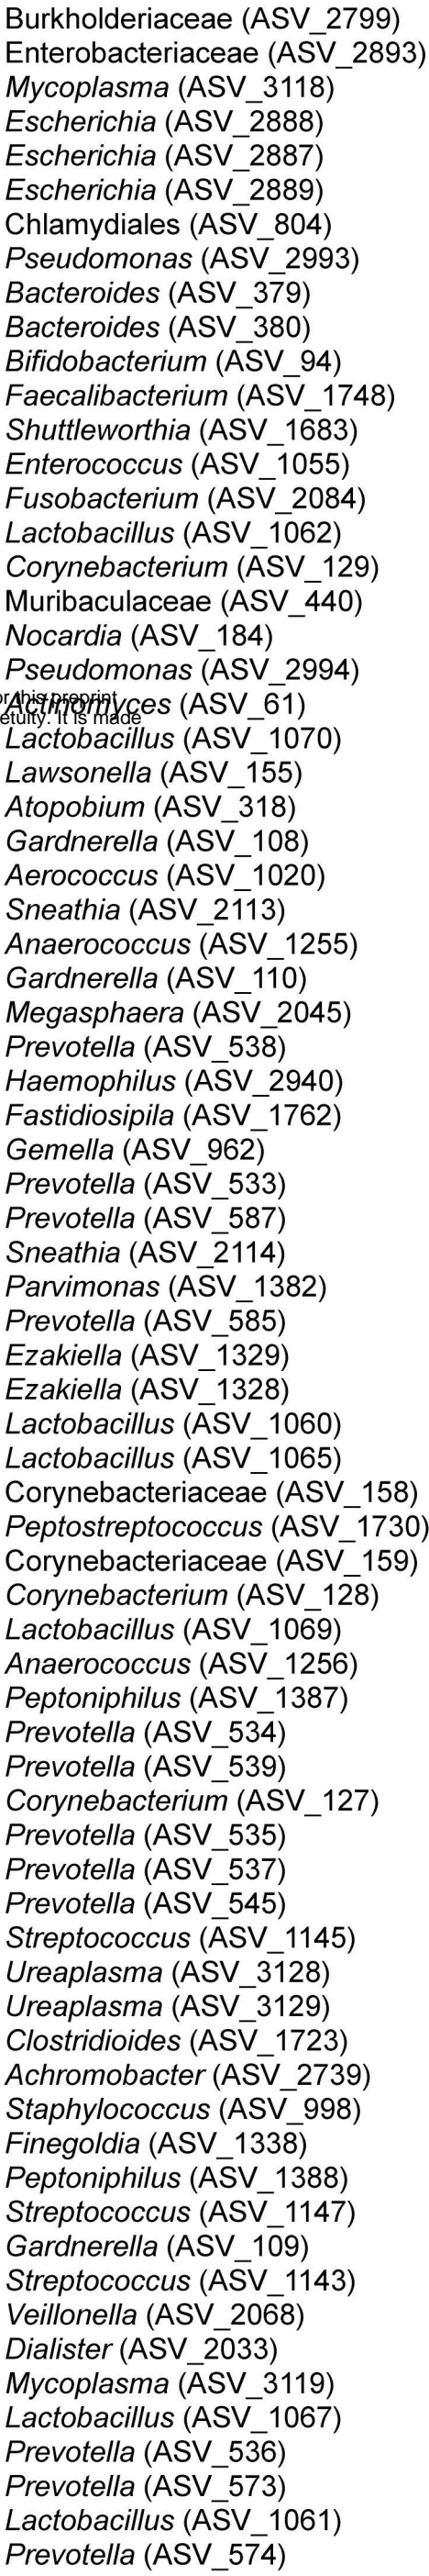 Burkholderiaceae (ASV_2799)
Enterobacteriaceae (ASV_2893)
Mycoplasma (ASV_3118)
Escherichia (ASV_2888)
Escherichia (ASV_2887)
Escherichia (ASV_2889)
Chlamydiales (ASV_804)
Pseudomonas (ASV_2993)
Bacteroides (ASV_379)
Bacteroides (ASV_380)
Bifidobacterium (ASV_94)
Faecalibacterium (ASV_1748)
Shuttleworthia (ASV_1683)
Enterococcus (ASV_1055)
Fusobacterium (ASV_2084)
Lactobacillus (ASV_1062)
Corynebacterium (ASV_129)
Muribaculaceae (ASV_440)
Nocardia (ASV_184)
Pseudomonas (ASV_2994)
this preprint
Actinomyces (ASV_61)
It is made
Lactobacillus (ASV_1070)
Lawsonella (ASV_155)
Atopobium (ASV_318)
Gardnerella (ASV_108)
Aerococcus (ASV_1020)
Sneathia (ASV_2113)
Anaerococcus (ASV_1255)
Gardnerella (ASV_110)
Megasphaera (ASV_2045)
Prevotella (ASV_538)
Haemophilus (ASV_2940)
Fastidiosipila (ASV_1762)
Gemella (ASV_962)
Prevotella (ASV_533)
Prevotella (ASV_587)
Sneathia (ASV_2114)
Parvimonas (ASV_1382)
Prevotella (ASV_585)
Ezakiella (ASV_1329)
Ezakiella (ASV_1328)
Lactobacillus (ASV_1060)
Lactobacillus (ASV_1065)
Corynebacteriaceae (ASV_158)
Peptostreptococcus (ASV_1730)
Corynebacteriaceae (ASV_159)
Corynebacterium (ASV_128)
Lactobacillus (ASV_1069)
Anaerococcus (ASV_1256)
Peptoniphilus (ASV_1387)
Prevotella (ASV_534)
Prevotella (ASV_539)
Corynebacterium (ASV_127)
Prevotella (ASV_535)
Prevotella (ASV_537)
Prevotella (ASV_545)
Streptococcus (ASV_1145)
Ureaplasma (ASV_3128)
Ureaplasma (ASV_3129)
Clostridioides (ASV_1723)
Achromobacter (ASV_2739)
Staphylococcus (ASV_998)
Finegoldia (ASV_1338)
Peptoniphilus (ASV_1388)
Streptococcus (ASV_1147)
Gardnerella (ASV_109)
Streptococcus (ASV_1143)
Veillonella (ASV_2068)
Dialister (ASV_2033)
Mycoplasma (ASV_3119)
Lactobacillus (ASV_1067)
Prevotella (ASV_536)
Prevotella (ASV_573)
Lactobacillus (ASV_1061)
Prevotella (ASV_574)